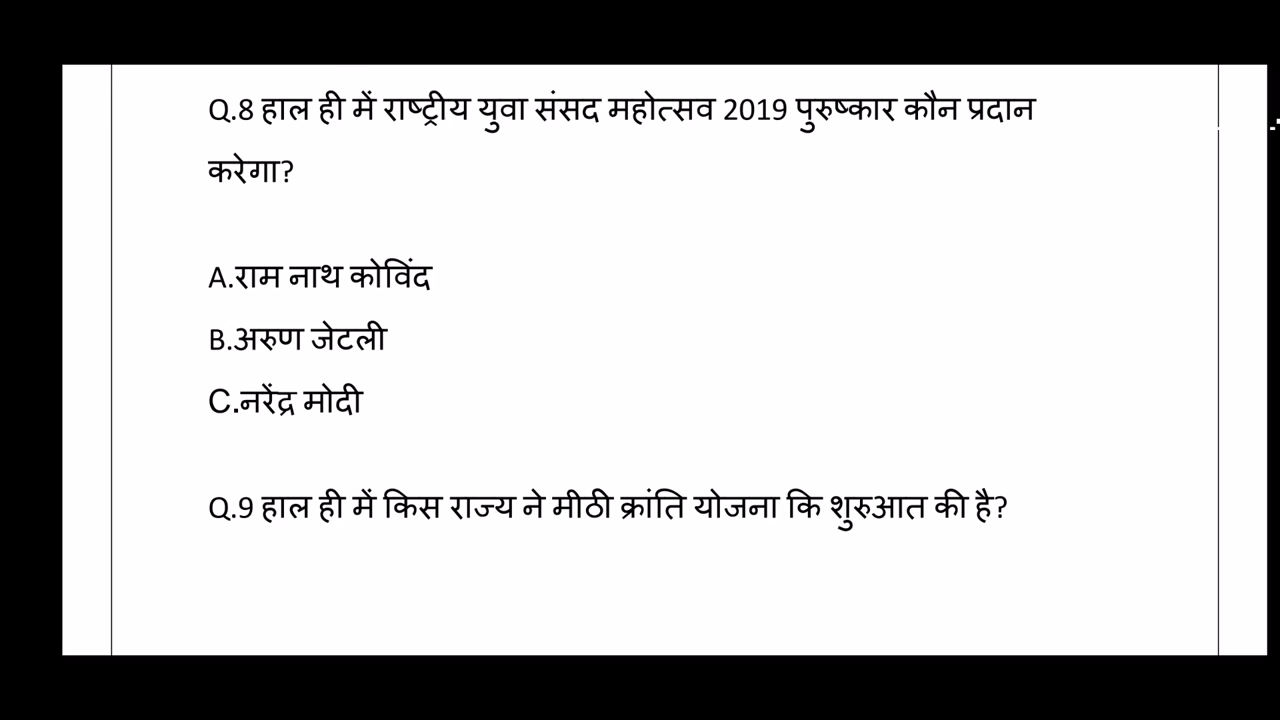 Q.8 हाल ही में राष्ट्रीय युवा संसद महोत्सव 2019 पुरुष्कार कौन प्रदान
करेगा?
A.राम नाथ कोविंद
B.अरुण जेटली
C.नरेंद्र मोदी
Q.9 हाल ही में किस राज्य ने मीठी क्रांति योजना कि शुरुआत की है?